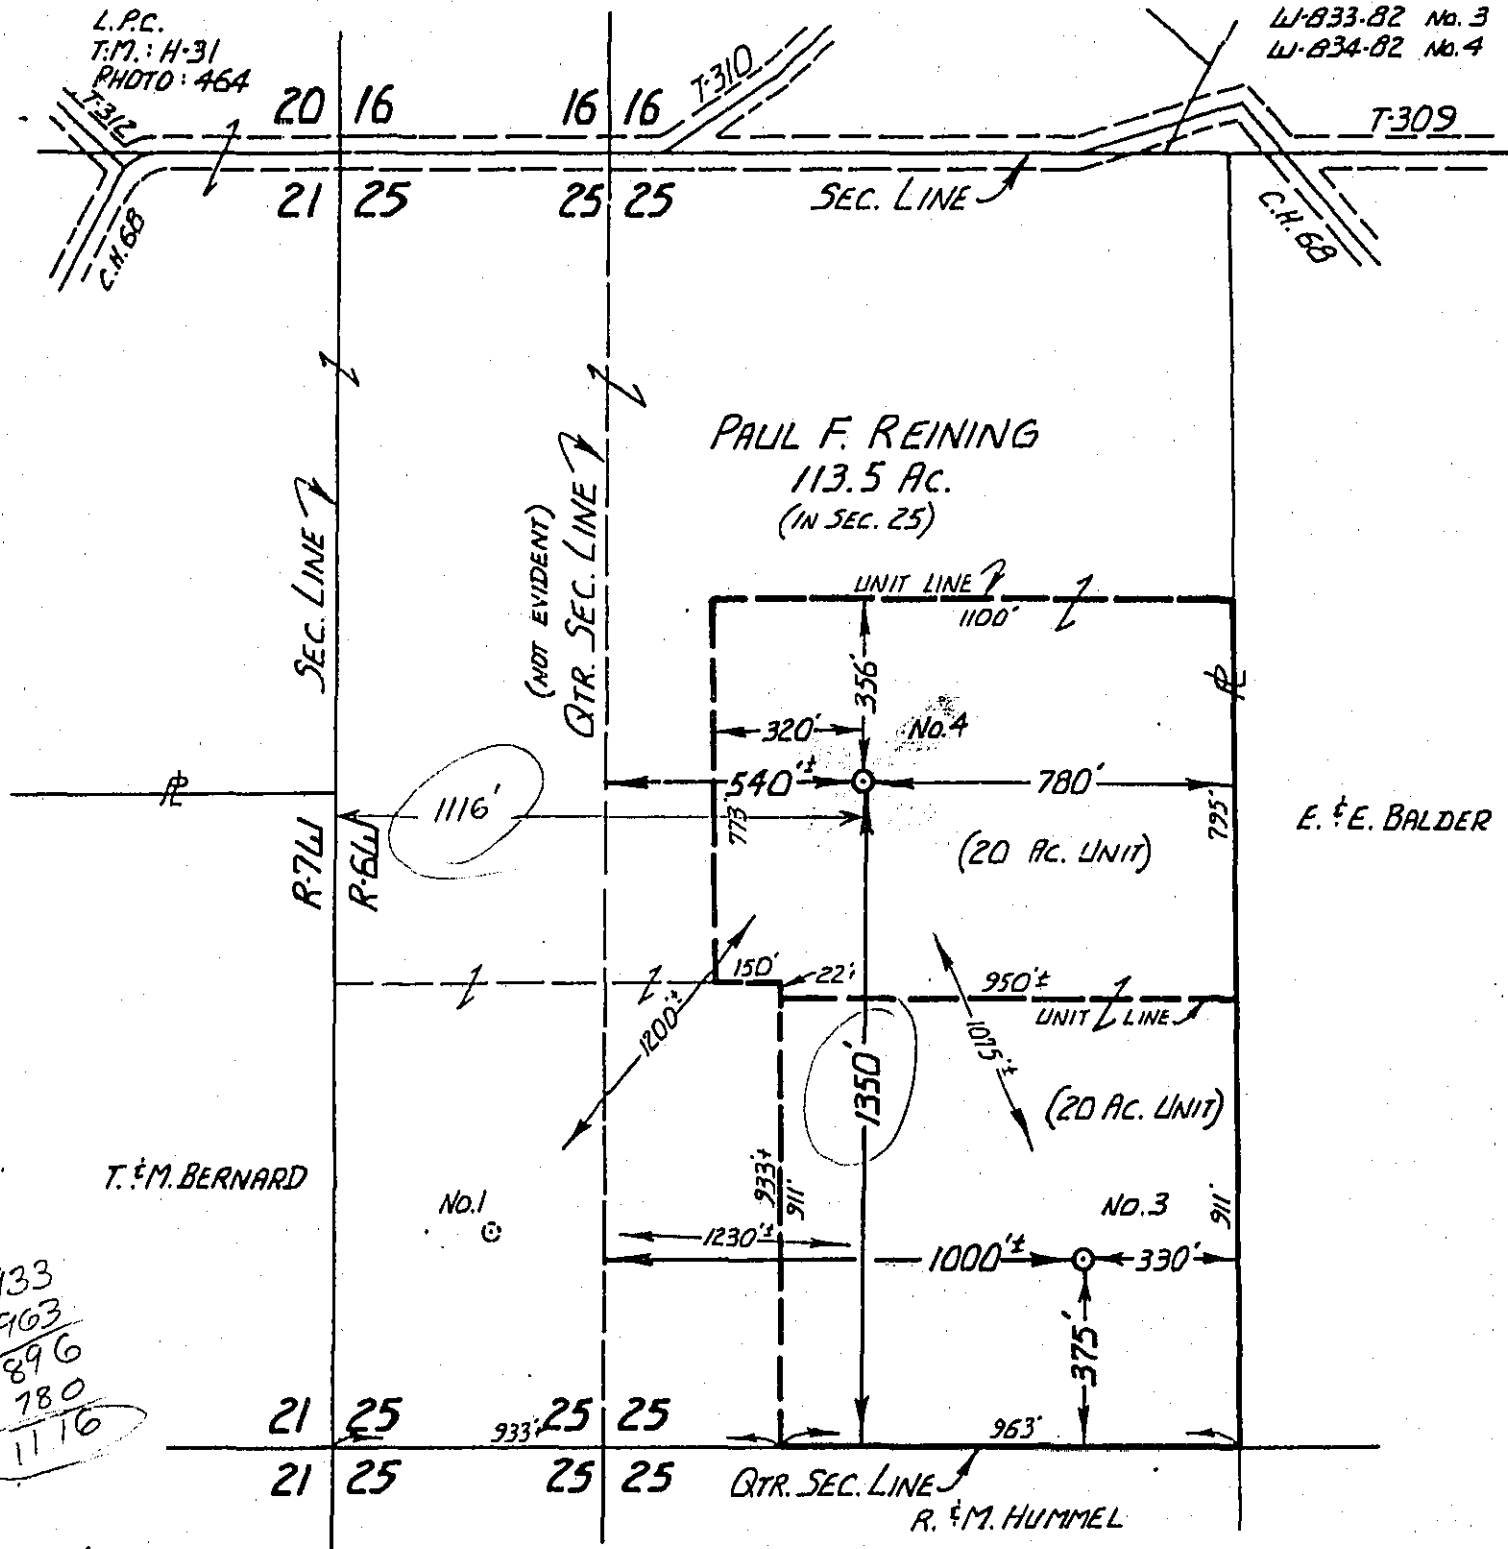 L.P.C.
T.M.: H-31
PHOTO: 464
W-833-82 No. 3
W-834-82 No. 4
T-312
20 16
16 16
T-310
T-309
21 25
25 25
SEC. LINE
C.H. 68
C.H. 68
PAUL F. REINING
113.5 AC.
(IN SEC. 25)
SEC. LINE
(NOT EVIDENT)
QTR. SEC. LINE
UNIT LINE
1100'
356'
320'
No.4
540'±
780'
1116'
773'
795'
E. & E. BALDER
(20 AC. UNIT)
R-7W
R-6W
150'
22'
950'±
UNIT LINE
1200'±
1075'±
1350'
(20 AC. UNIT)
T. & M. BERNARD
No.1
933'±
911'
No.3
911'
1230'±
1000'±
330'
375'
933
963
896
780
1116
21 25
25 25
933'±
963'
21 25
25 25
QTR. SEC. LINE
R. & M. HUMMEL